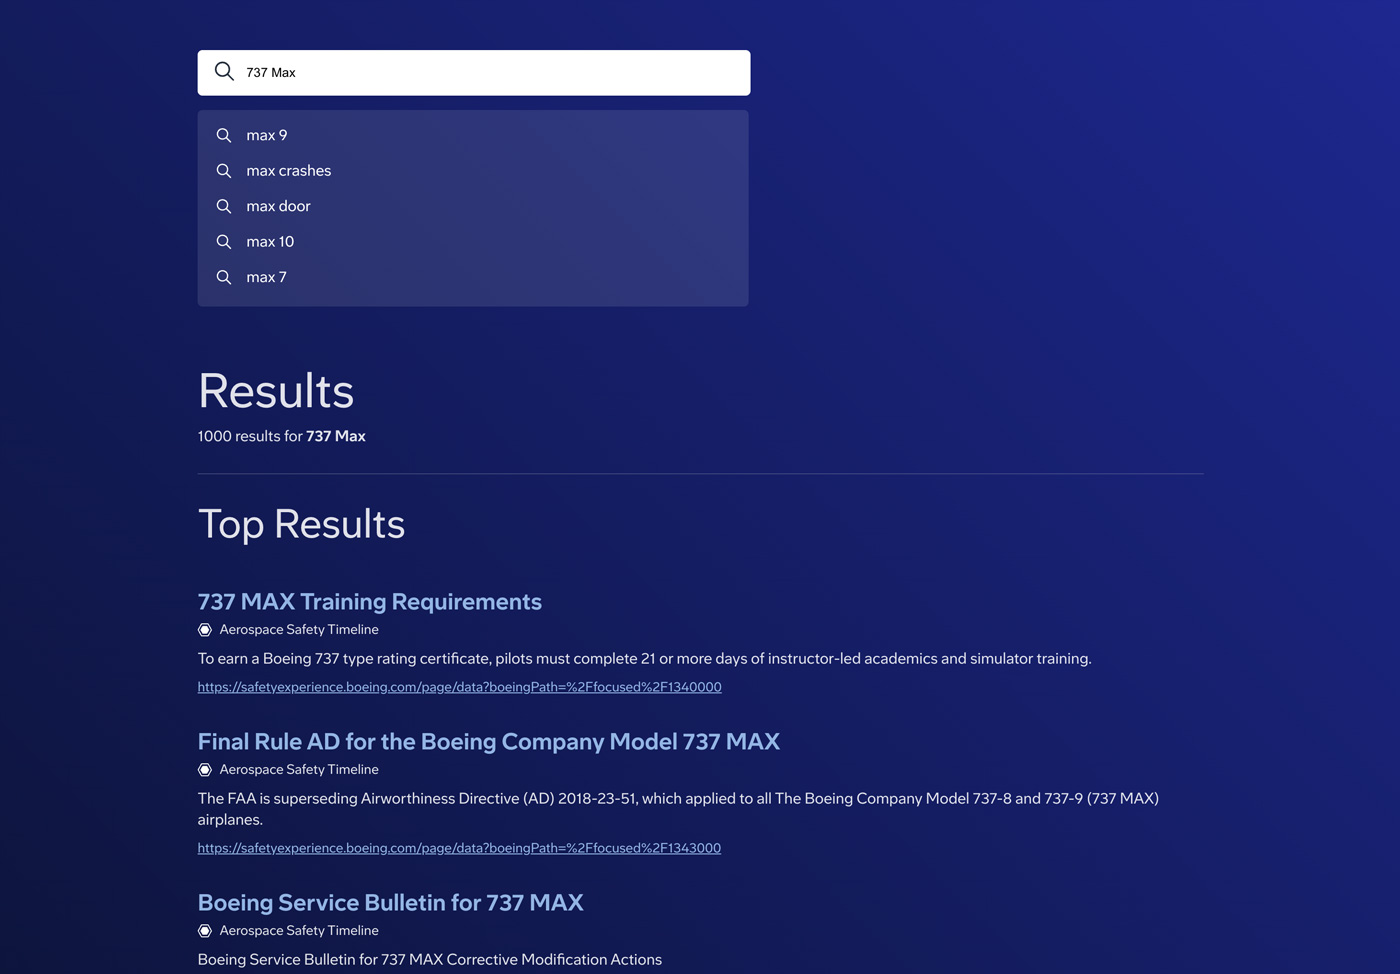 737 Max
max 9
max crashes
max door
max 10
max 7
Results
1000 results for 737 Max
Top Results
737 MAX Training Requirements
Aerospace Safety Timeline
To earn a Boeing 737 type rating certificate, pilots must complete 21 or more days of instructor-led academics and simulator training.
https://safetyexperience.boeing.com/page/data?boeingPath=%2Ffocused%2F1340000
Final Rule AD for the Boeing Company Model 737 MAX
Aerospace Safety Timeline
The FAA is superseding Airworthiness Directive (AD) 2018-23-51, which applied to all The Boeing Company Model 737-8 and 737-9 (737 MAX)
airplanes.
https://safetyexperience.boeing.com/page/data?boeingPath=%2Ffocused%2F1343000
Boeing Service Bulletin for 737 MAX
Aerospace Safety Timeline
Boeing Service Bulletin for 737 MAX Corrective Modification Actions